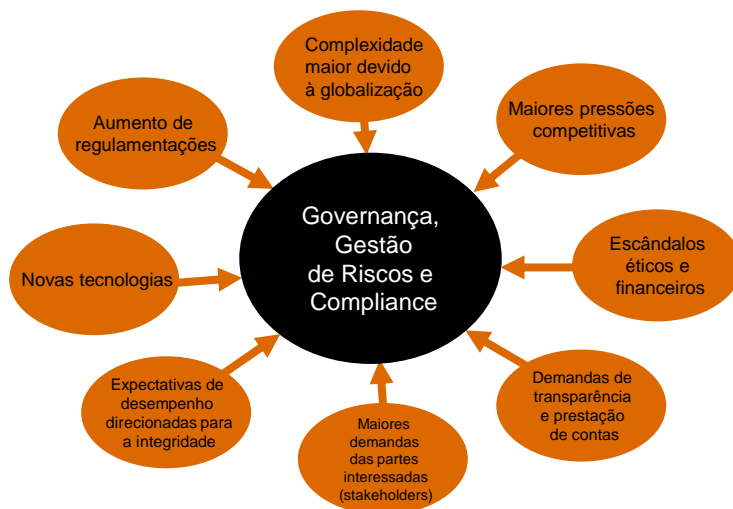 Complexidade
maior devido
à globalização
Maiores pressões
competitivas
Escândalos
éticos e
financeiros
Demandas de
transparência
e prestação
de contas
Maiores
demandas
das partes
interessadas
(stakeholders)
Expectativas de
desempenho
direcionadas para
a integridade
Novas tecnologias
Aumento de
regulamentações
Governança,
Gestão
de Riscos e
Compliance